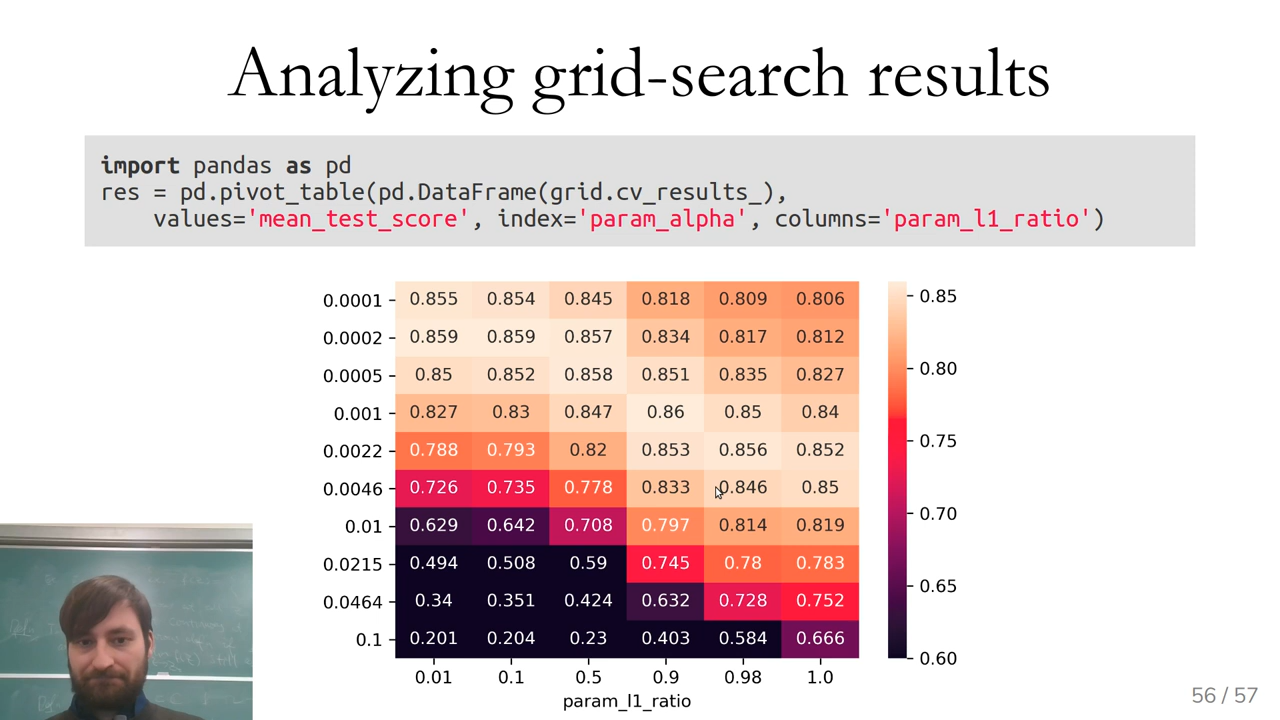 Analyzing grid-search results
import pandas as pd
res = pd.pivot_table(pd.DataFrame(grid.cv_results_),
values='mean_test_score', index='param_alpha', columns='param_l1_ratio')
0.0001 0.855 0.854 0.845 0.818 0.809 0.806
0.0002 0.859 0.859 0.857 0.834 0.817 0.812
0.0005 0.85 0.852 0.858 0.851 0.835 0.827
0.001 0.827 0.83 0.847 0.86 0.85 0.84
0.0022 0.788 0.793 0.82 0.853 0.856 0.852
0.0046 0.726 0.735 0.778 0.833 0.846 0.85
0.01 0.629 0.642 0.708 0.797 0.814 0.819
0.0215 0.494 0.508 0.59 0.745 0.78 0.783
0.0464 0.34 0.351 0.424 0.632 0.728 0.752
0.1 0.201 0.204 0.23 0.403 0.584 0.666
0.01 0.1 0.5 0.9 0.98 1.0
param_l1_ratio
0.85
0.80
0.75
0.70
0.65
0.60
56 / 57